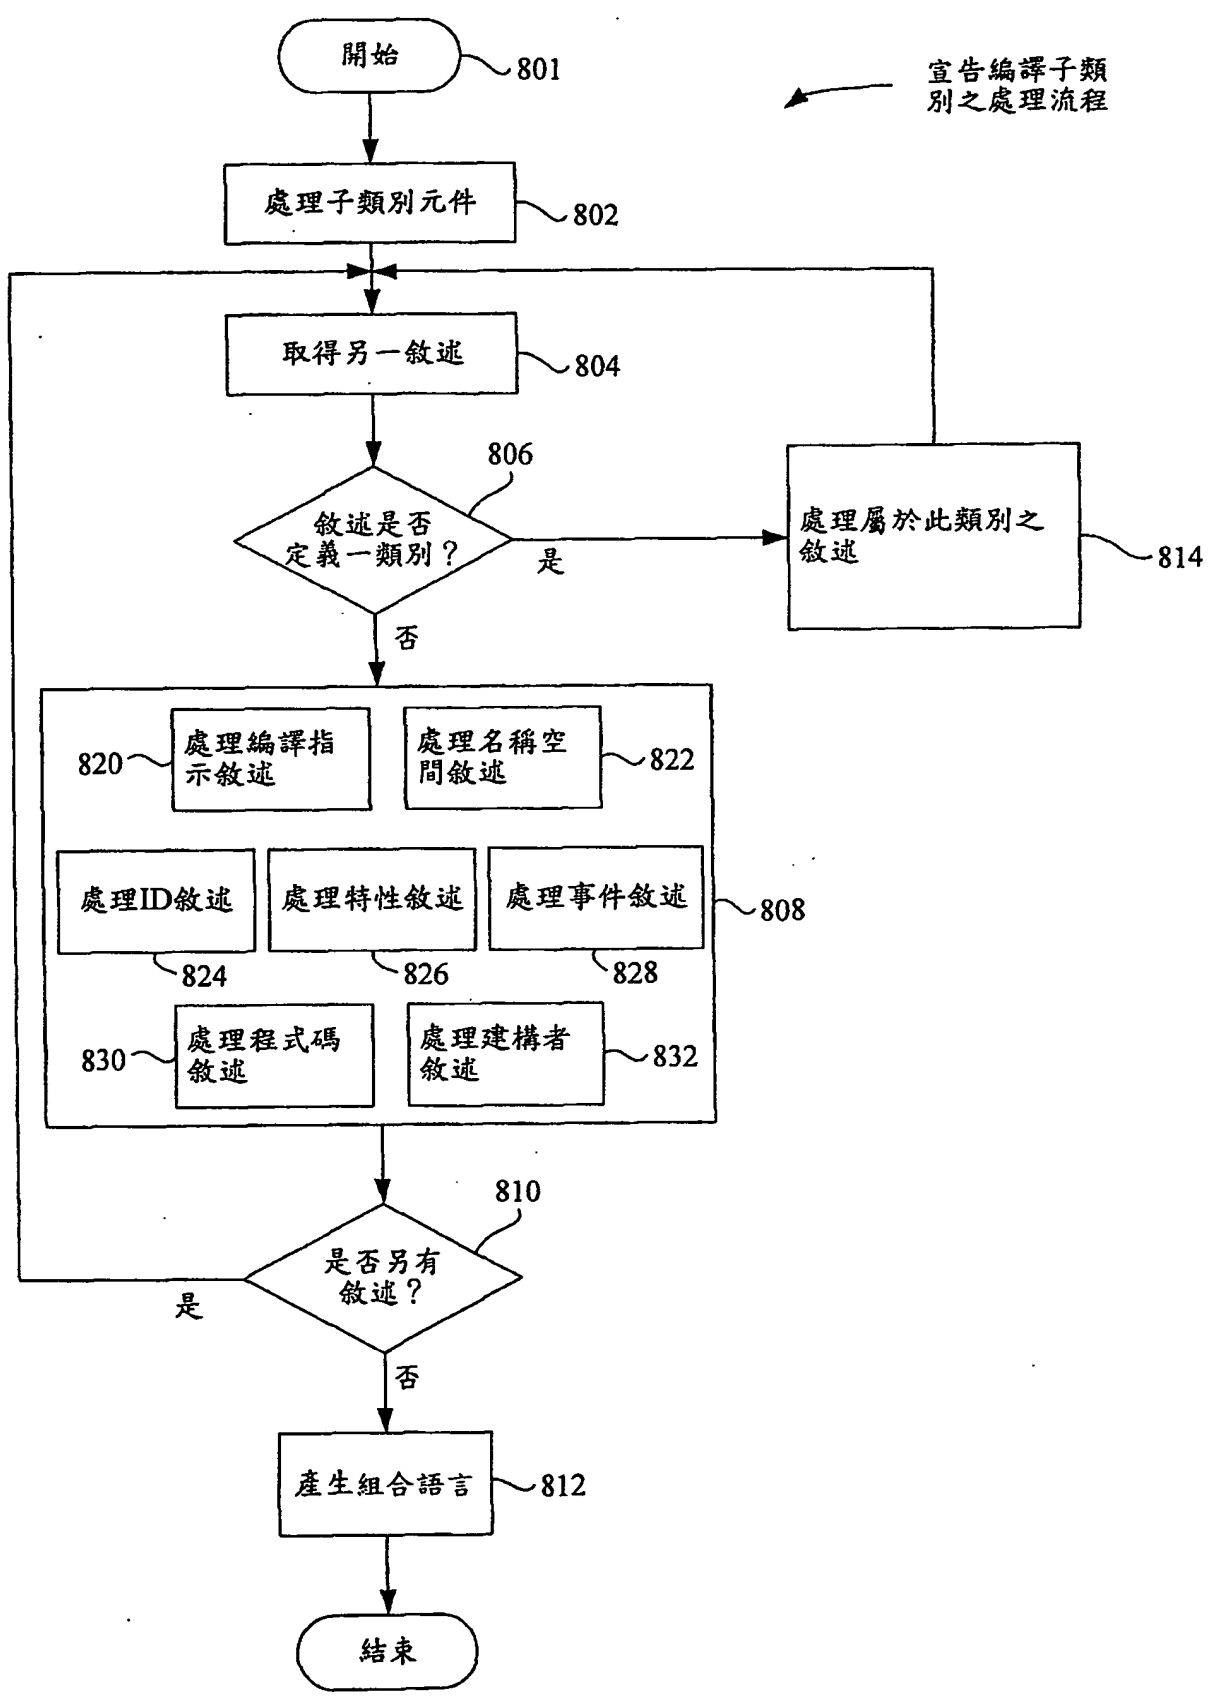 開始
801
宣告編譯子類
別之處理流程
處理子類別元件
802
取得另一敘述
804
806
敘述是否
定義一類別？
是
處理屬於此類別之
敘述
814
否
820
處理編譯指
示敘述
處理名稱空
間敘述
822
處理ID敘述
824
處理特性敘述
826
處理事件敘述
828
808
830
處理程式碼
敘述
處理建構者
敘述
832
810
是否另有
敘述？
是
否
產生組合語言
812
結束